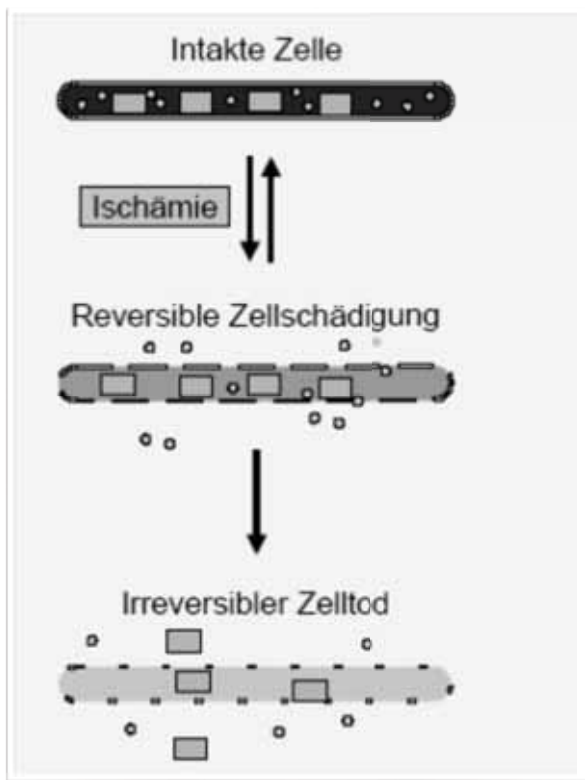 Intakte Zelle
Ischämie
Reversible Zellschädigung
Irreversibler Zelltod